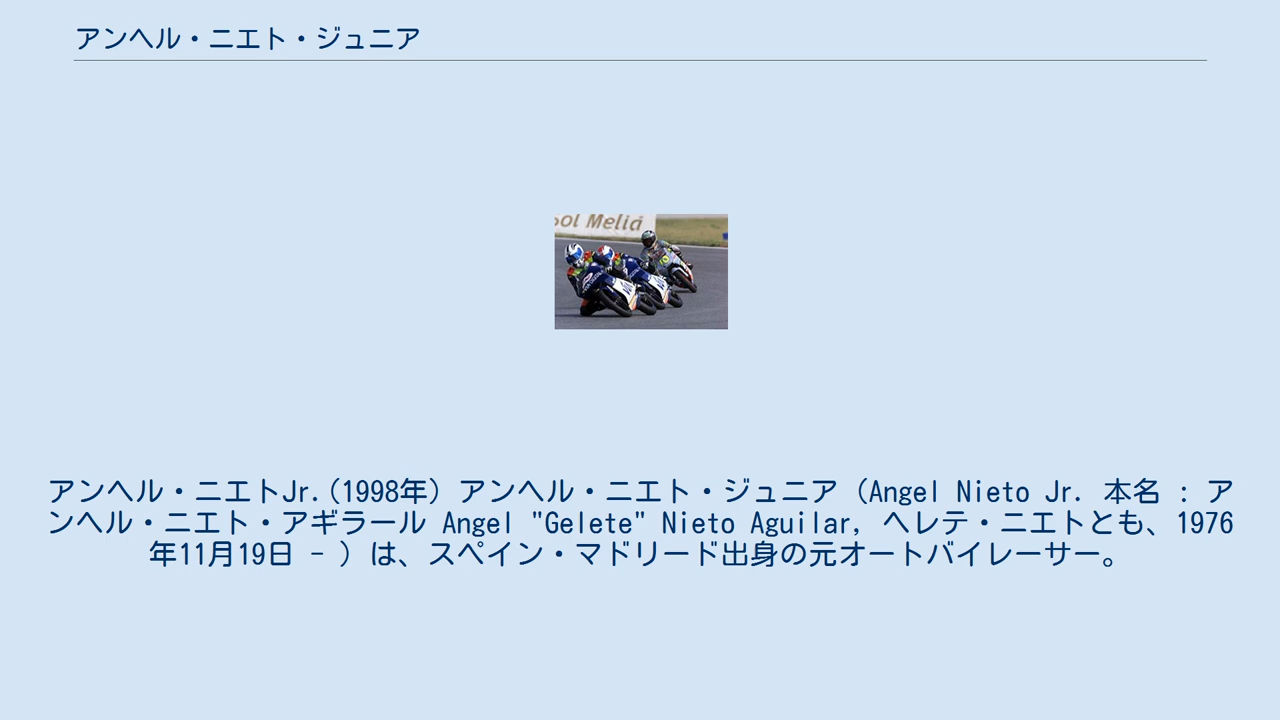 アンヘル・ニエト・ジュニア
ool Meliá
アンヘル・ニエトJr.(1998年) アンヘル・ニエト・ジュニア (Angel Nieto Jr. 本名 : ア
ンヘル・ニエト・アギラール Angel "Gelete" Nieto Aguilar, ヘレテ・ニエトとも、1976
年11月19日 - ）は、スペイン・マドリード出身の元オートバイレーサー。